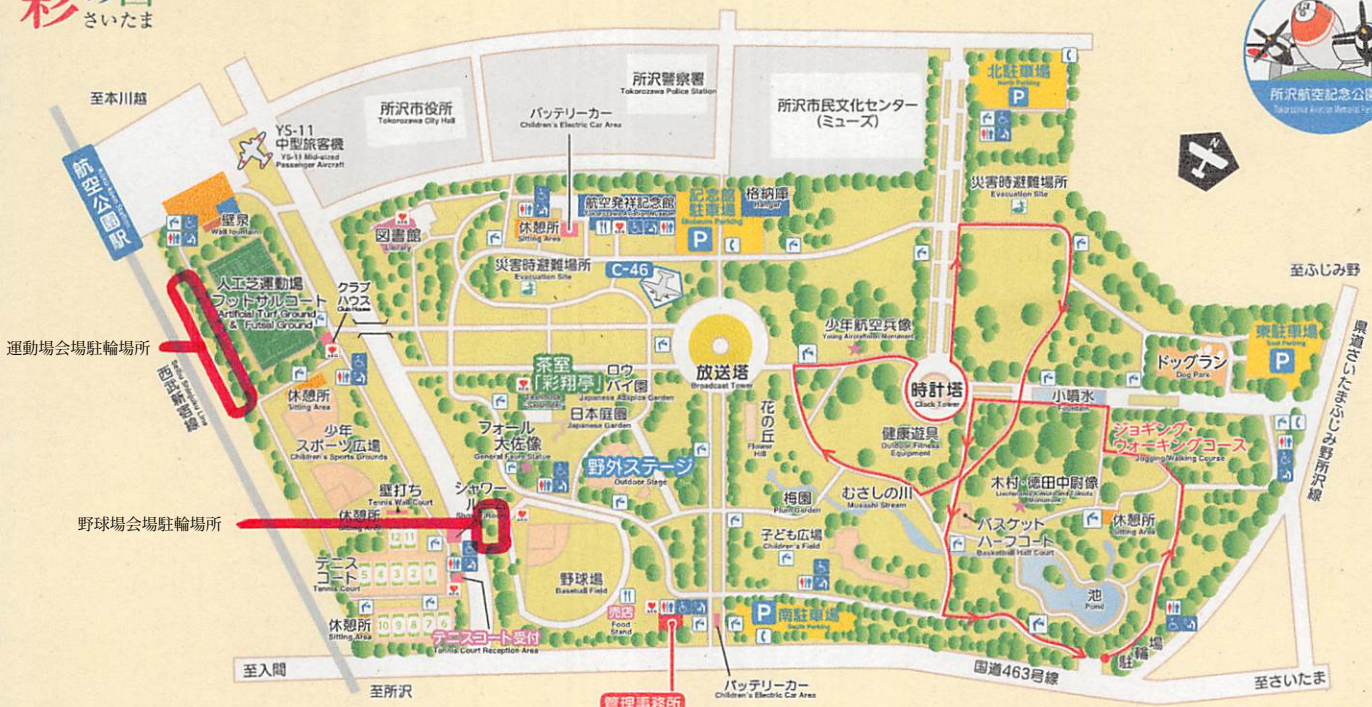 彩の国
さいたま
至本川越
航空公園駅
YS-11
中型旅客機
YS-11 Mid-sized
Passenger Aircraft
所沢市役所
Tokorozawa City Hall
バッテリーカー
Children's Electric Car Area
所沢警察署
Tokorozawa Police Station
所沢市民文化センター
(ミューズ)
北駐車場
North Parking
P
所沢航空記念公園
N
壁泉
Wall fountain
図書館
Library
休憩所
Sitting Area
航空発祥記念館
記念館
駐車場
Museum Parking
P
格納庫
Hangar
災害時避難場所
Evacuation Site
災害時避難場所
Evacuation Site
C-46
人工芝運動場
フットサルコート
Artificial Turf Ground
& Futsal Ground
クラブ
ハウス
Club House
運動場会場駐輪場所
西武新宿線
休憩所
Sitting Area
少年
スポーツ広場
Children's Sports Grounds
茶室
「彩翔亭」
ロウ
バイ園
Japanese Allspice Garden
日本庭園
Japanese Garden
放送塔
Broadcast Tower
少年航空兵像
時計塔
Clock Tower
至ふじみ野
東駐車場
East Parking
P
ドッグラン
Dog Park
県道さいたまふじみ野所沢線
小噴水
Fountain
ジョギング・
ウォーキングコース
Jogging/Walking Course
花の丘
Flower
Hill
健康遊具
Outdoor Fitness
Equipment
フォール
大佐像
General Faure Statue
野外ステージ
Outdoor Stage
壁打ち
Tennis Wall Court
シャワー
野球場会場駐輪場所
休憩所
12 11
梅園
Plum Garden
むさしの川
Musashi Stream
木村・徳田中尉像
バスケット
ハーフコート
Basketball Half Court
休憩所
Sitting Area
子ども広場
Children's Field
テニス
コート
Tennis Court
5 4 3 2 1
野球場
Baseball Field
池
Pond
休憩所
Sitting Area
10 9 8 7 6
テニスコート受付
Tennis Court Reception Area
売店
Food
Stand
P
南駐車場
South Parking
駐輪場
至入間
至所沢
管理事務所
バッテリーカー
Children's Electric Car Area
国道463号線
至さいたま